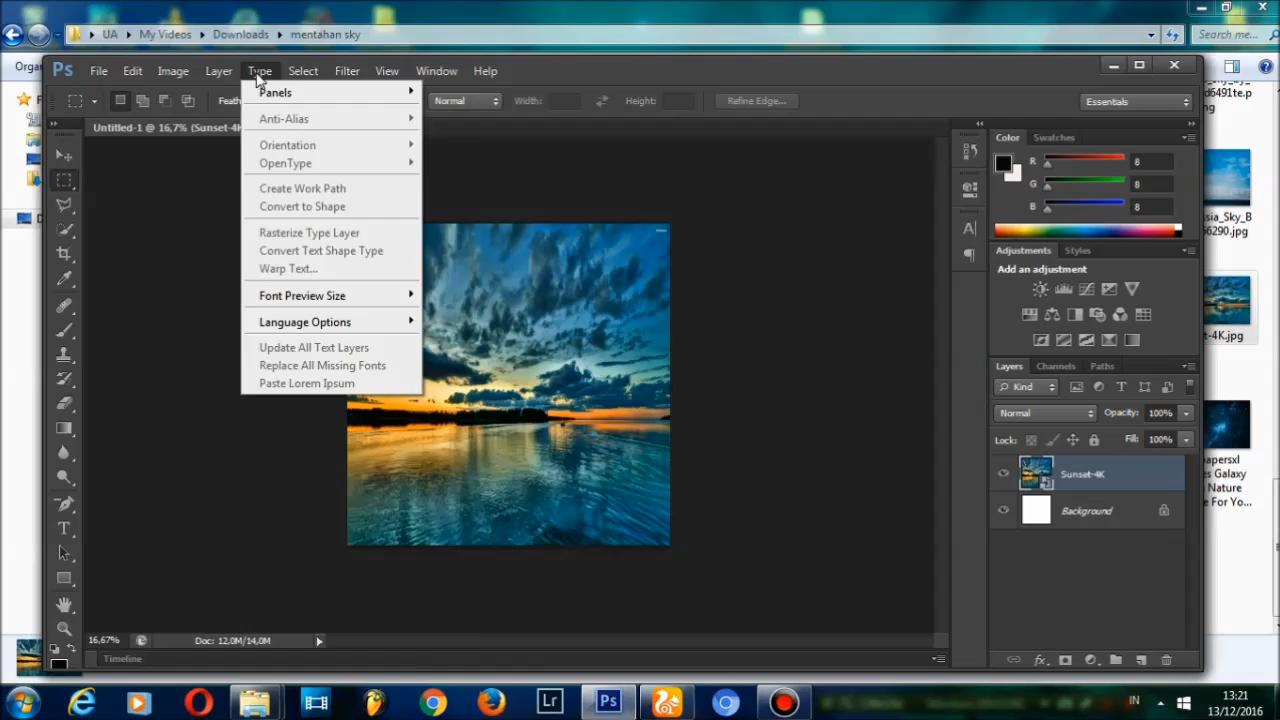 UA
My Videos
Downloads
mentahan sky
Search me...
Organ
Ps
File
Edit
Image
Layer
Type
Select
Filter
View
Window
Help
Feath
Normal
Width:
Height:
Refine Edge...
Essentials
Untitled-1 @ 16,7% (Sunset-4K
Panels
Anti-Alias
Orientation
OpenType
Create Work Path
Convert to Shape
Rasterize Type Layer
Convert Text Shape Type
Warp Text...
Font Preview Size
Language Options
Update All Text Layers
Replace All Missing Fonts
Paste Lorem Ipsum
Color
Swatches
R
8
G
8
B
8
Adjustments
Styles
Add an adjustment
Layers
Channels
Paths
Kind
Normal
Opacity:
100%
Lock:
Fill:
100%
Sunset-4K
Background
d6491te.p
ng
ssia_Sky_B
6290.jpg
t-4K.jpg
papersxl
es Galaxy
Nature
e For Yo...
16,67%
Doc: 12,0M/14,0M
Timeline
Lr
Ps
IN
13:21
13/12/2016